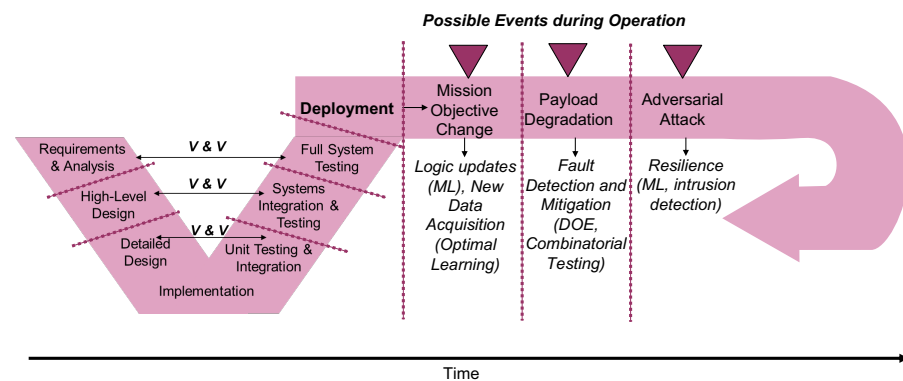 Possible Events during Operation
Deployment
Mission
Objective
Change
Payload
Degradation
Adversarial
Attack
Requirements
& Analysis
V & V
Full System
Testing
High-Level
Design
V & V
Systems
Integration &
Testing
Detailed
Design
V & V
Unit Testing &
Integration
Implementation
Logic updates
(ML), New
Data
Acquisition
(Optimal
Learning)
Fault
Detection and
Mitigation
(DOE,
Combinatorial
Testing)
Resilience
(ML, intrusion
detection)
Time